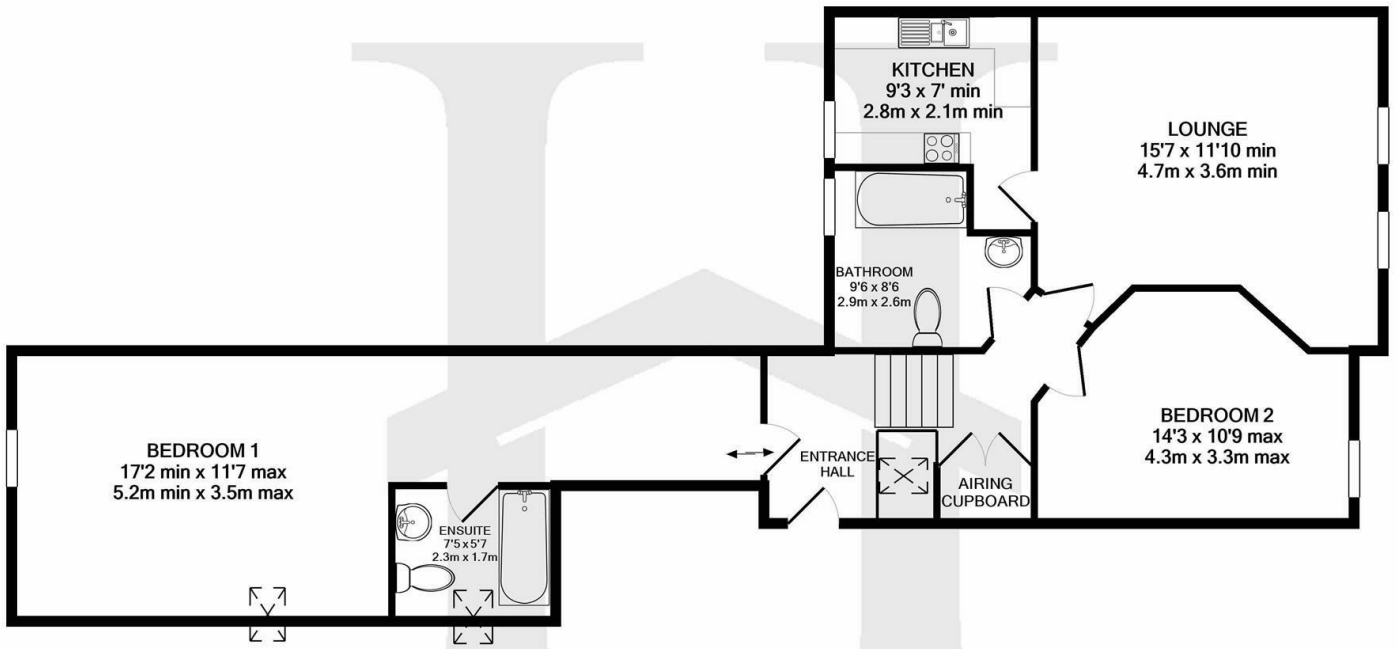 KITCHEN
9'3 x 7' min
2.8m x 2.1m min
LOUNGE
15'7 x 11'10 min
4.7m x 3.6m min
BATHROOM
9'6 x 8'6
2.9m x 2.6m
BEDROOM 1
17'2 min x 11'7 max
5.2m min x 3.5m max
ENSUITE
7'5 x 5'7
2.3m x 1.7m
ENTRANCE
HALL
AIRING
CUPBOARD
BEDROOM 2
14'3 x 10'9 max
4.3m x 3.3m max